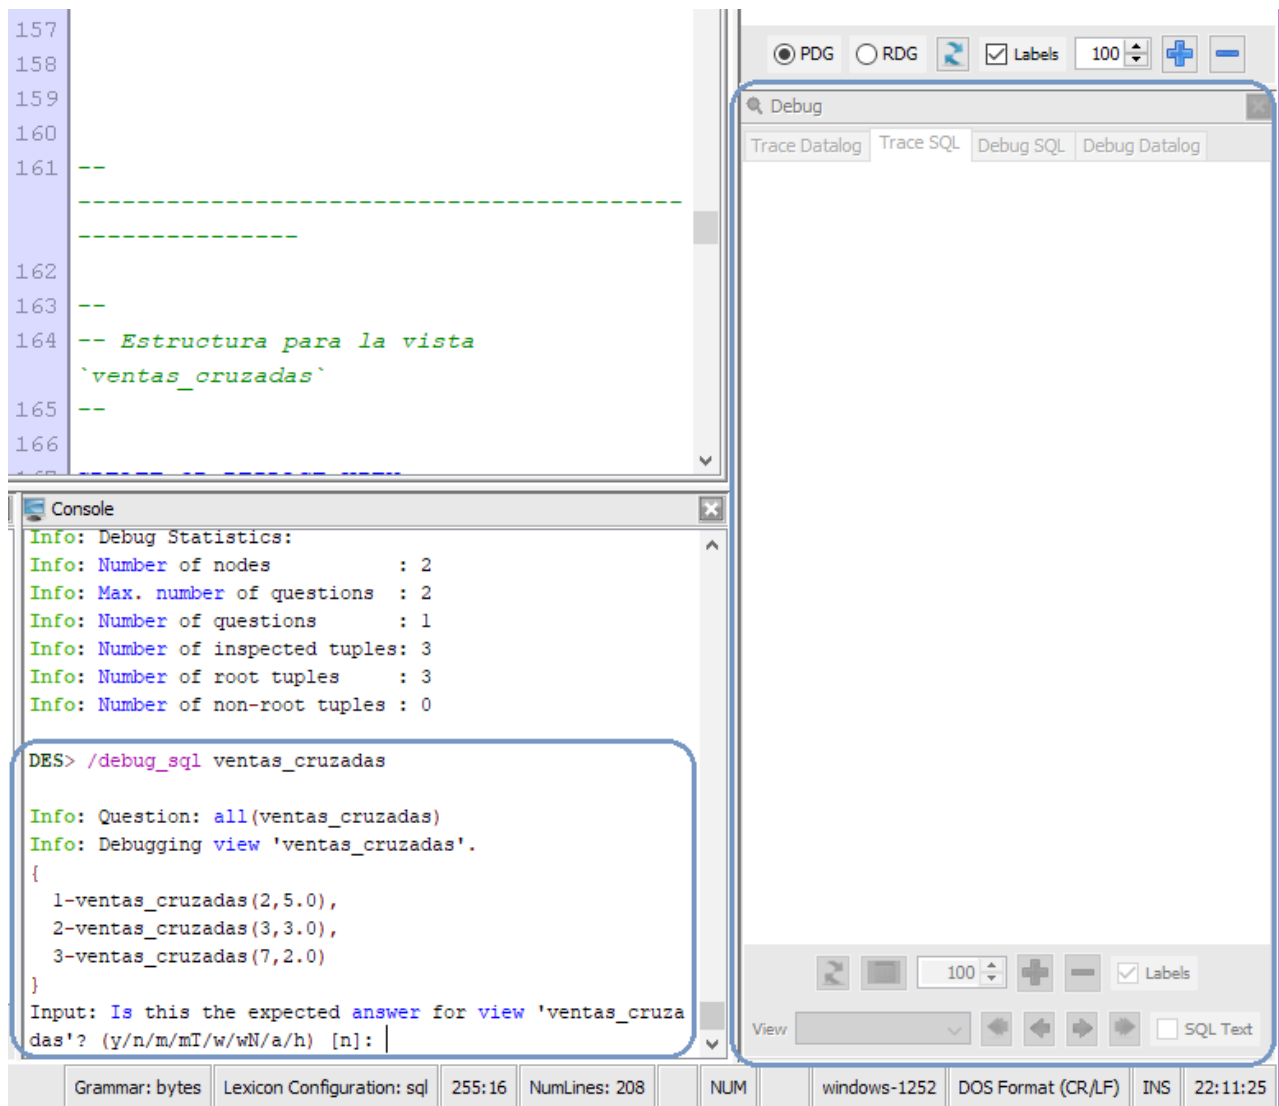 157
158
159
160
161 --
-----------------------------------------
---------------
162
163 --
164 -- Estructura para la vista
`ventas_cruzadas`
165 --
166
Console
Info: Debug Statistics:
Info: Number of nodes : 2
Info: Max. number of questions : 2
Info: Number of questions : 1
Info: Number of inspected tuples: 3
Info: Number of root tuples : 3
Info: Number of non-root tuples : 0
DES> /debug_sql ventas_cruzadas
Info: Question: all(ventas_cruzadas)
Info: Debugging view 'ventas_cruzadas'.
{
1-ventas_cruzadas(2,5.0),
2-ventas_cruzadas(3,3.0),
3-ventas_cruzadas(7,2.0)
}
Input: Is this the expected answer for view 'ventas_cruza
das'? (y/n/m/mT/w/wN/a/h) [n]:
PDG RDG Labels 100
Debug
Trace Datalog Trace SQL Debug SQL Debug Datalog
100 Labels
View SQL Text
Grammar: bytes Lexicon Configuration: sql 255:16 NumLines: 208 NUM windows-1252 DOS Format (CR/LF) INS 22:11:25